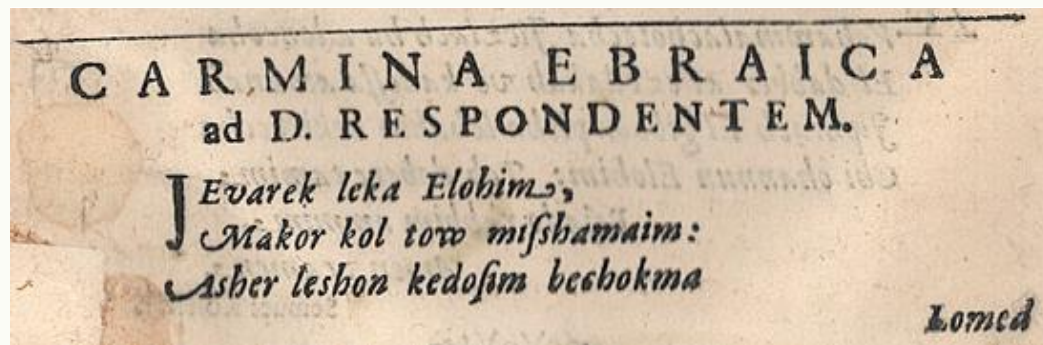 CARMINA EBRAICA
ad D. RESPONDENTEM.
JEvarek leka Elohim,
Makor kol tow miſshamaim:
Asher leshon kedoſim bechokma
Lomed